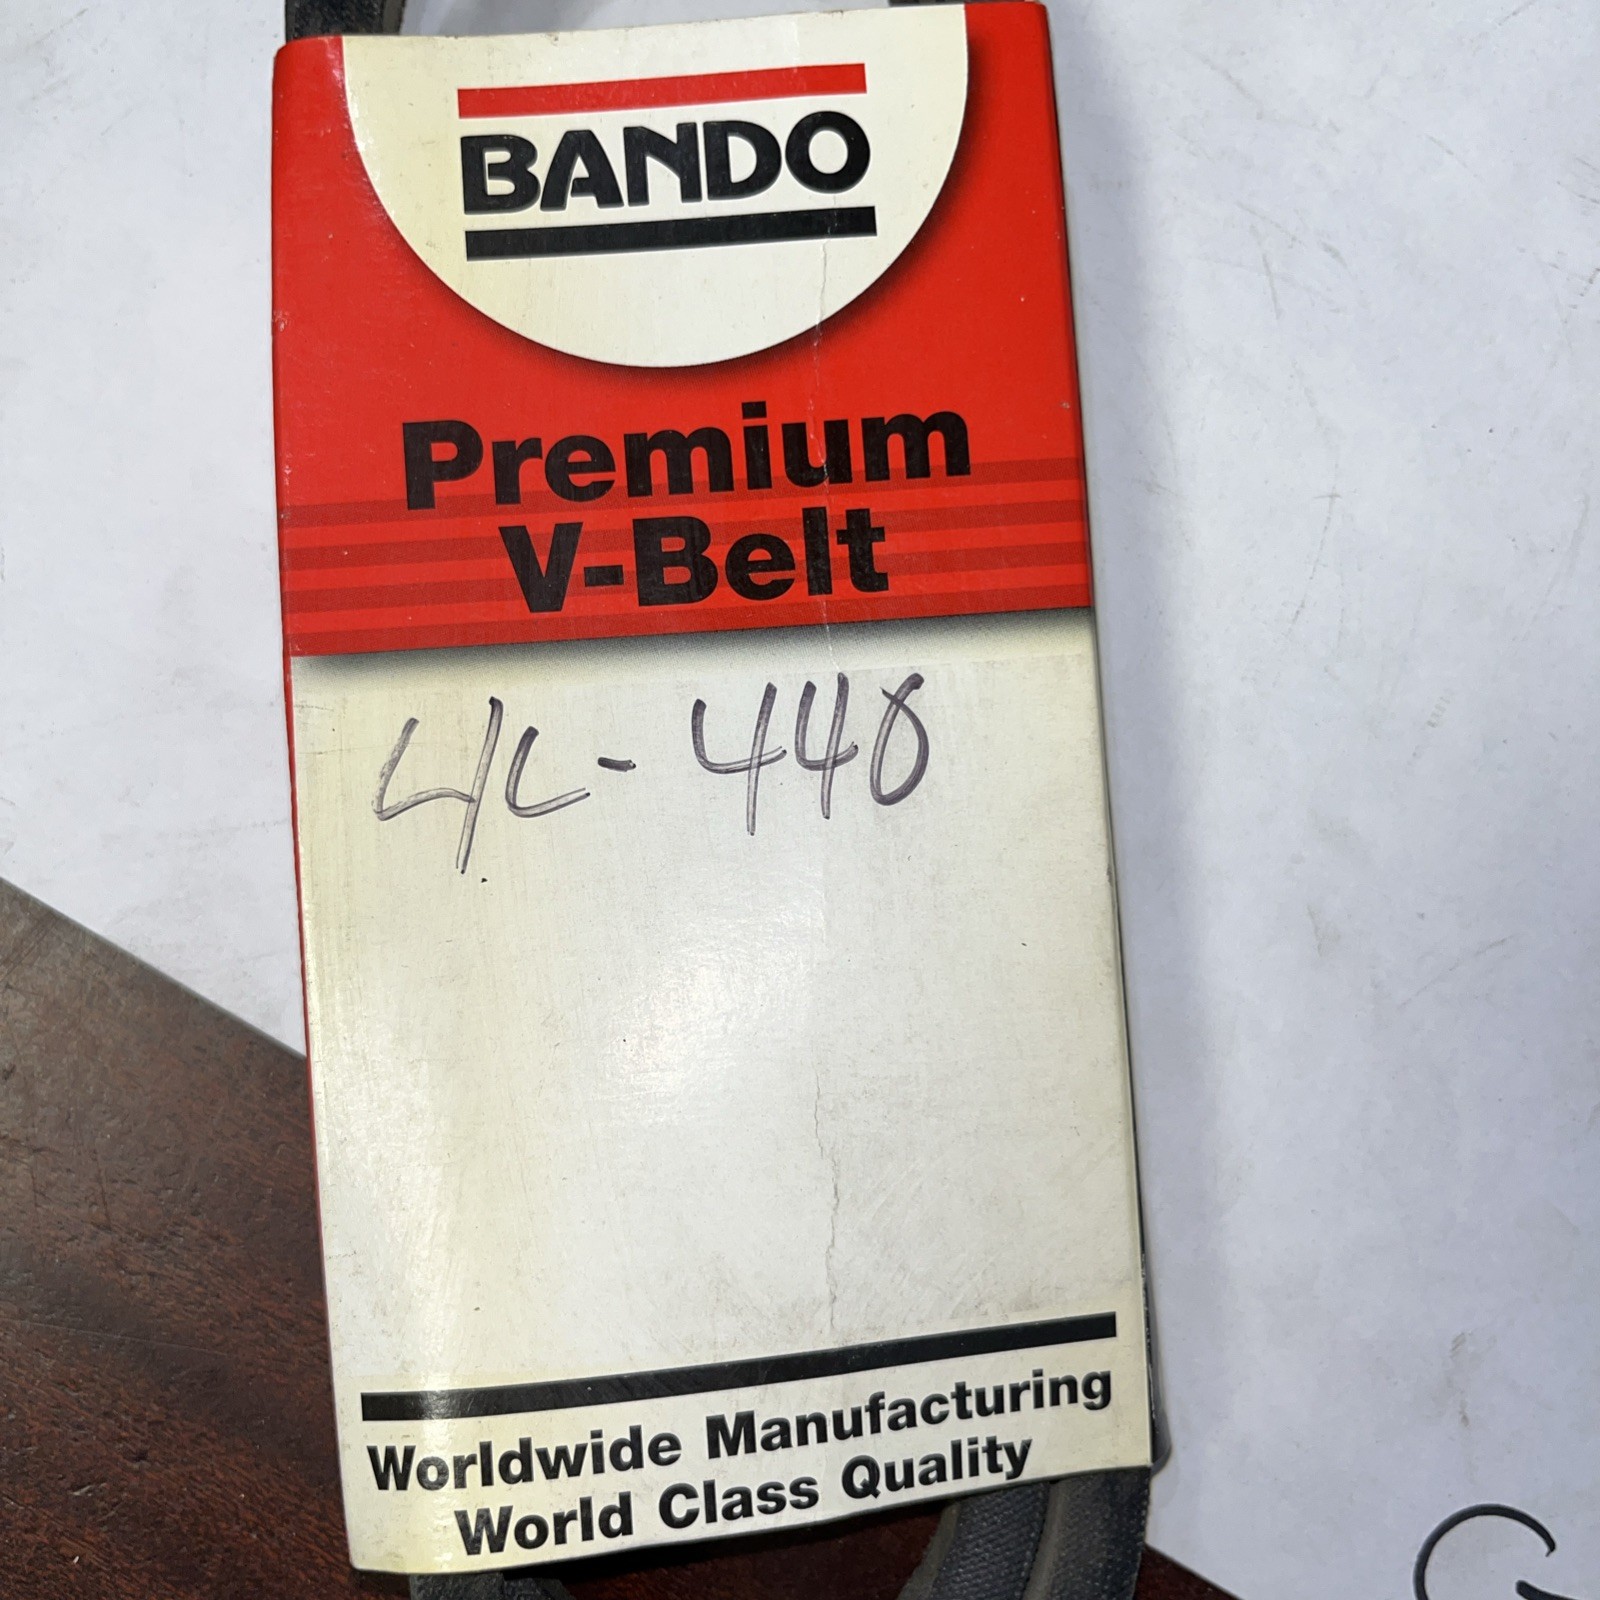 BANDO
Premium
V-Belt
4L-440
Worldwide Manufacturing
World Class Quality
G